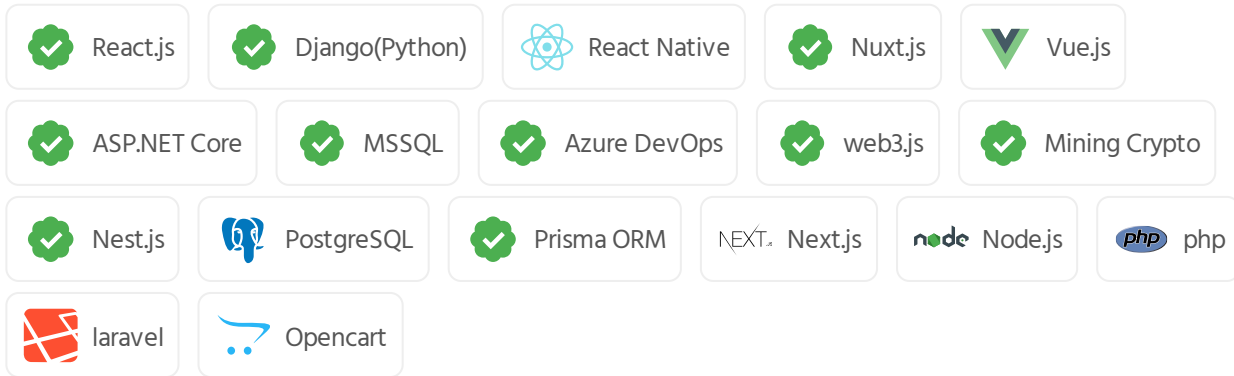 React.js Django(Python) React Native Nuxt.js Vue.js
ASP.NET Core MSSQL Azure DevOps web3.js Mining Crypto
Nest.js PostgreSQL Prisma ORM NEXT.js Next.js node Node.js php php
laravel Opencart